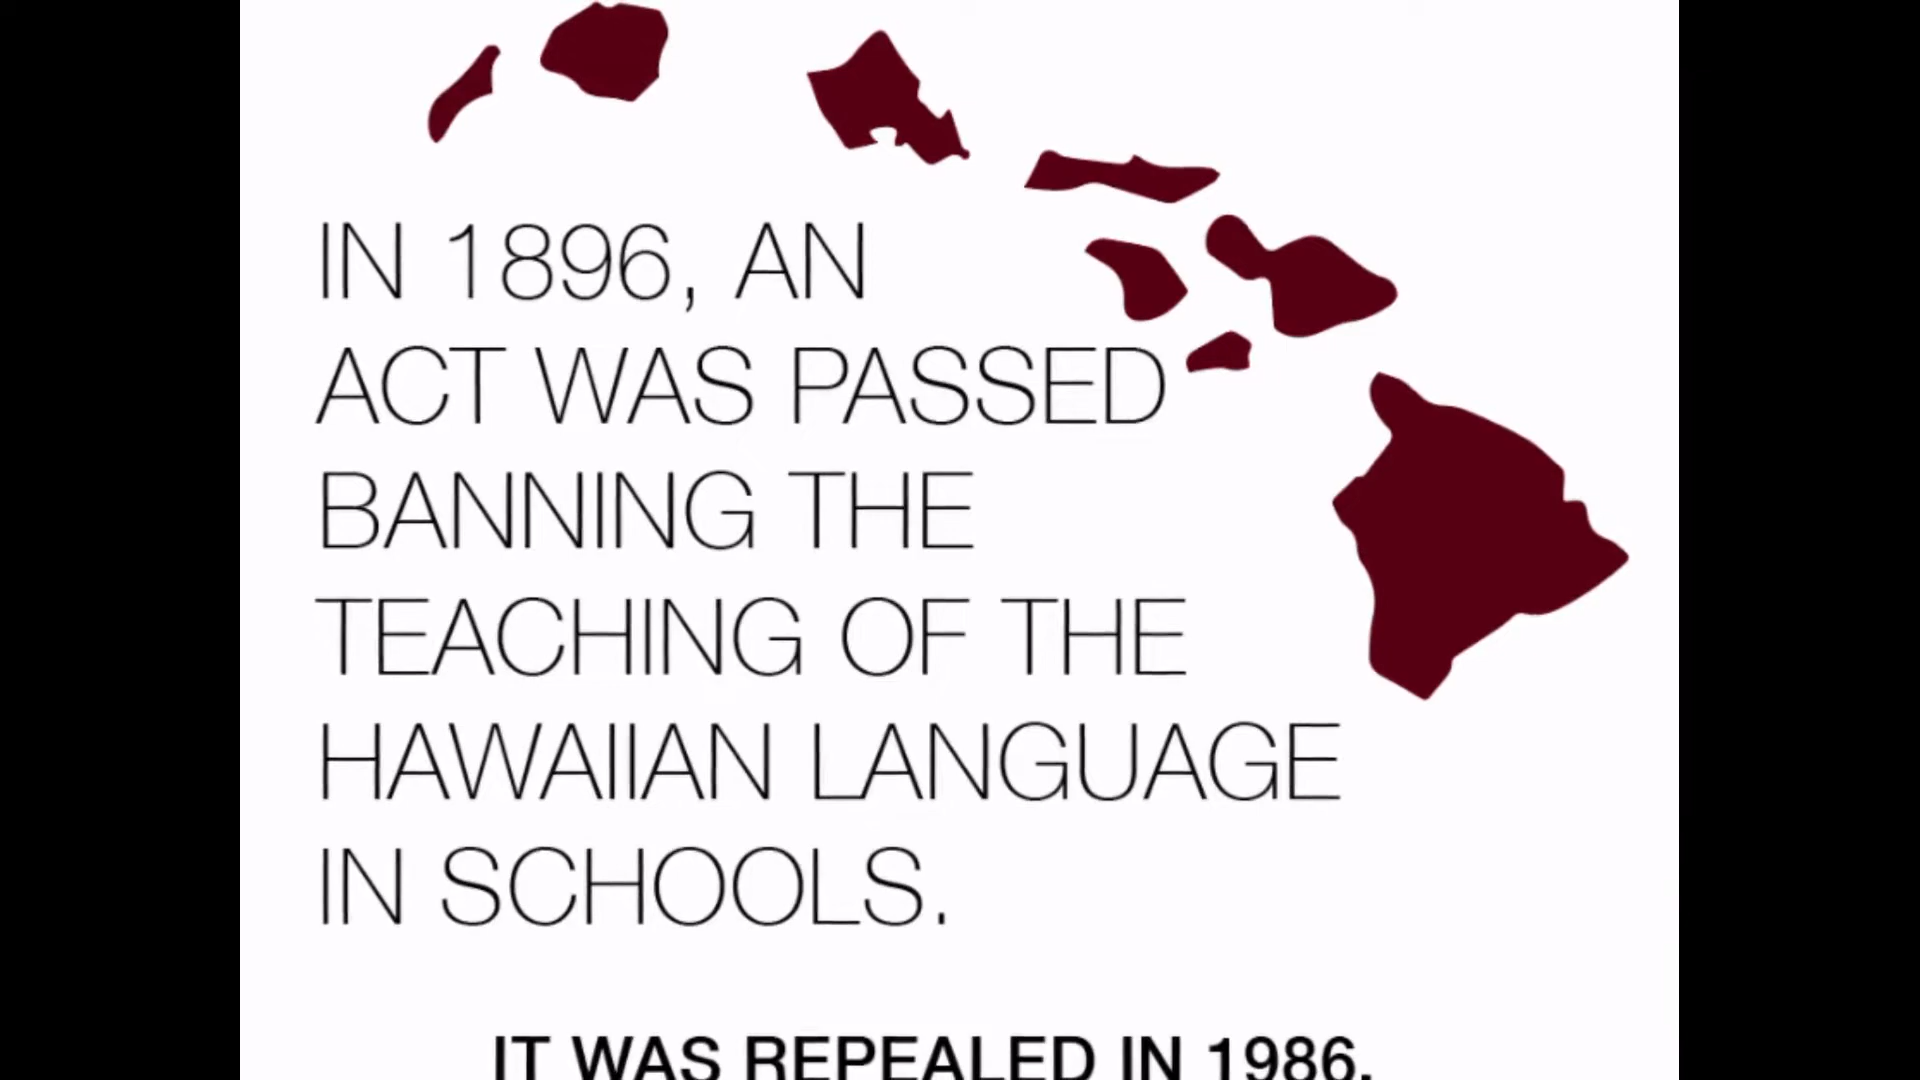 IN 1896, AN
ACT WAS PASSED
BANNING THE
TEACHING OF THE
HAWAIIAN LANGUAGE
IN SCHOOLS.
IT WAS REPEALED IN 1986.